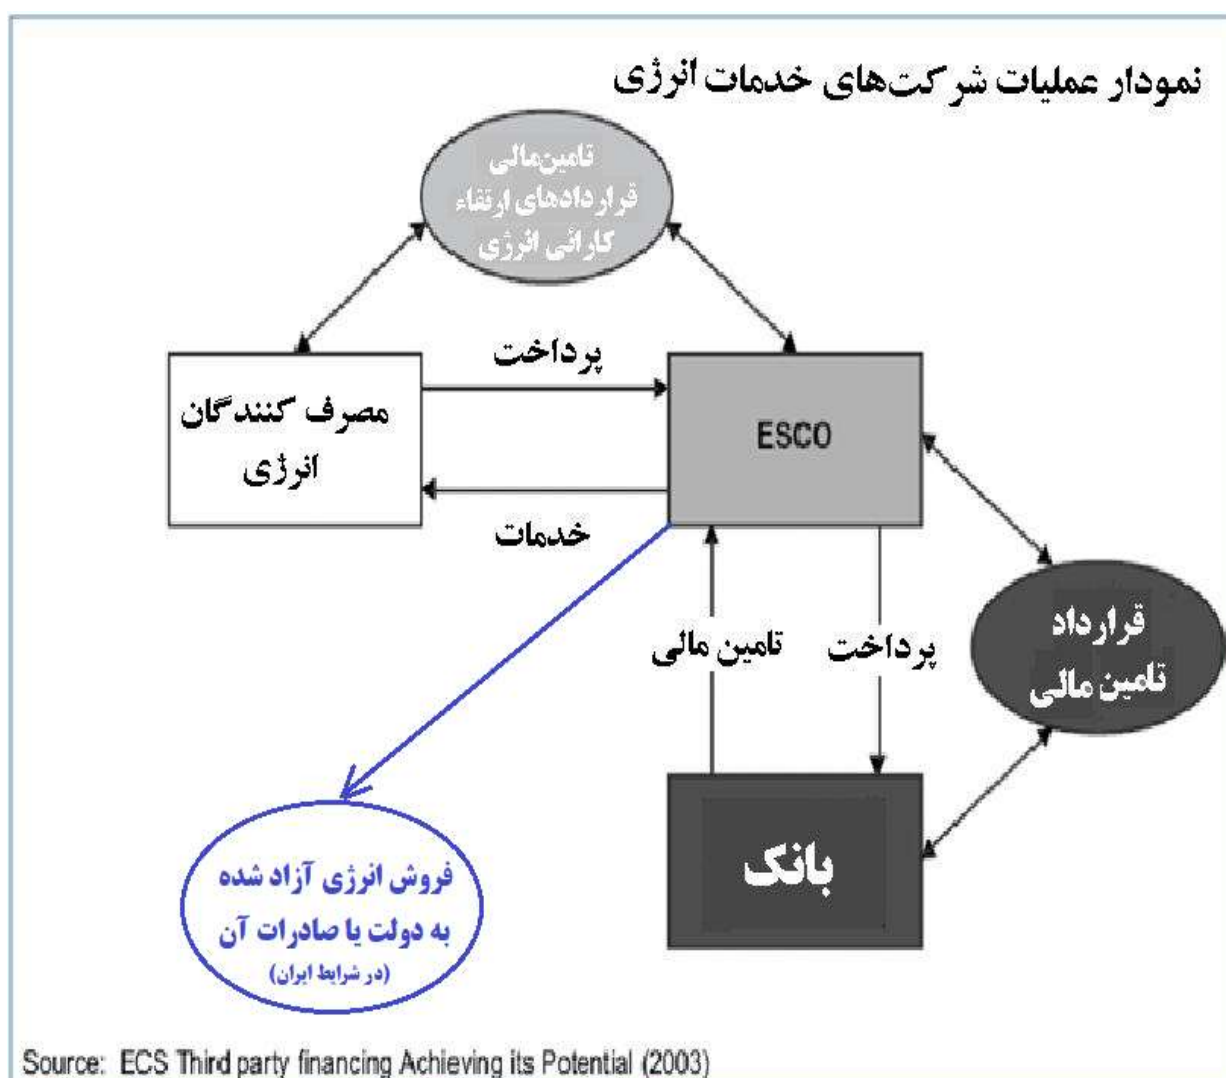 نمودار عملیات شرکت‌های خدمات انرژی
تامین‌مالی
قراردادهای ارتقاء
کارائی انرژی
پرداخت
مصرف کنندگان
انرژی
ESCO
خدمات
قرارداد
تامین مالی
تامین مالی
پرداخت
بانک
فروش انرژی آزاد شده
به دولت یا صادرات آن
(در شرایط ایران)
Source: ECS Third party financing Achieving its Potential (2003)